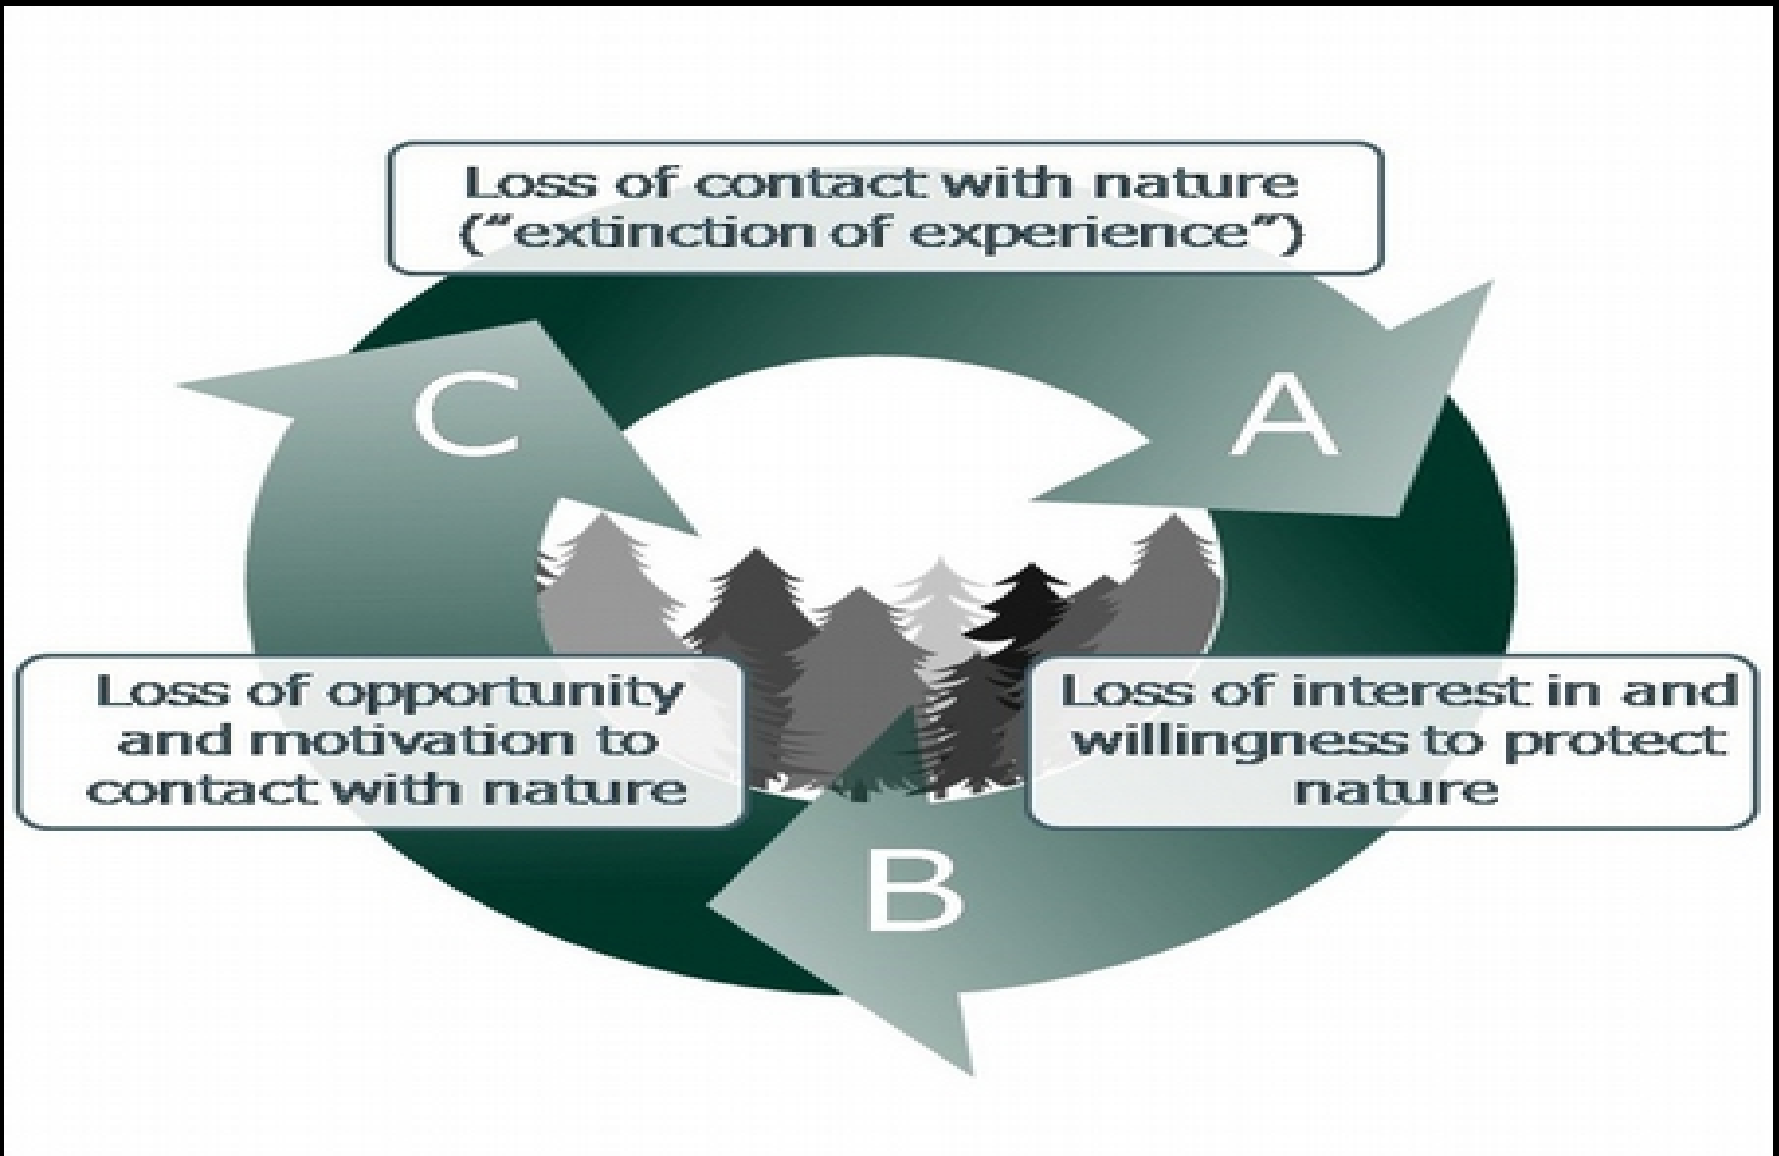 Loss of contact with nature
(“extinction of experience”)
C
A
Loss of opportunity
and motivation to
contact with nature
Loss of interest in and
willingness to protect
nature
B